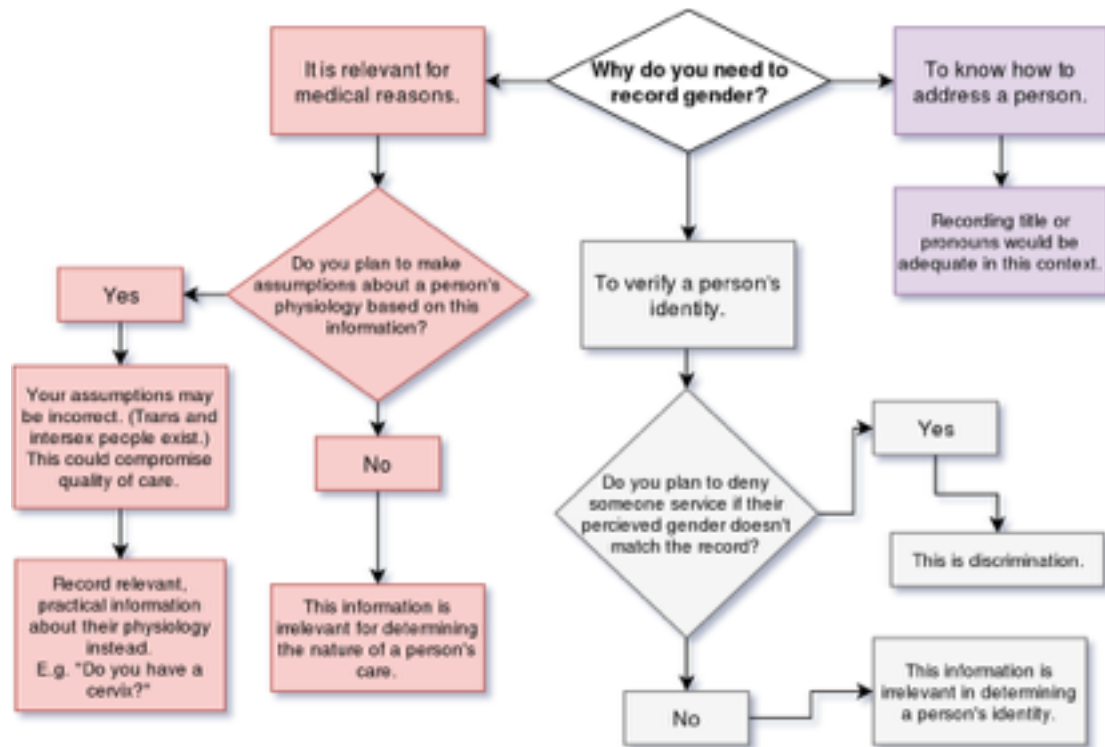 It is relevant for
medical reasons.
Why do you need to
record gender?
To know how to
address a person.
Recording title or
pronouns would be
adequate in this context.
Do you plan to make
assumptions about a person's
physiology based on this
information?
Yes
Your assumptions may
be incorrect. (Trans and
intersex people exist.)
This could compromise
quality of care.
Record relevant,
practical information
about their physiology
instead.
E.g. "Do you have a
cervix?"
No
This information is
irrelevant for determining
the nature of a person's
care.
To verify a person's
identity.
Do you plan to deny
someone service if their
percieved gender doesn't
match the record?
Yes
This is discrimination.
No
This information is
irrelevant in determining
a person's identity.